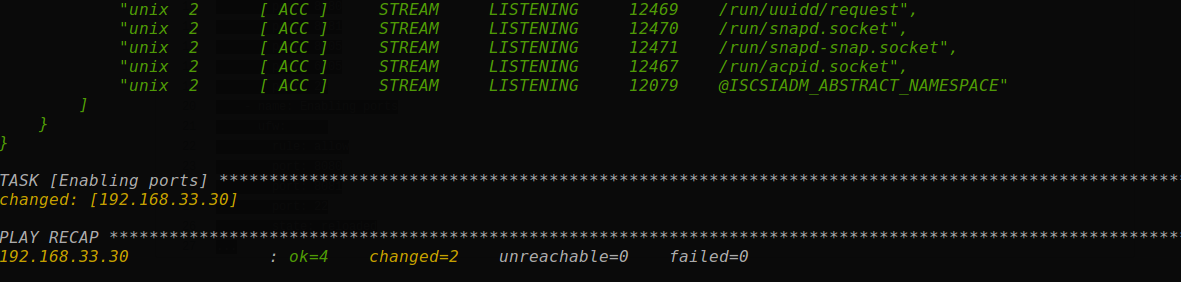 "unix  2      [ ACC ]     STREAM     LISTENING     12469    /run/uuidd/request",
"unix  2      [ ACC ]     STREAM     LISTENING     12470    /run/snapd.socket",
"unix  2      [ ACC ]     STREAM     LISTENING     12471    /run/snapd-snap.socket",
"unix  2      [ ACC ]     STREAM     LISTENING     12467    /run/acpid.socket",
"unix  2      [ ACC ]     STREAM     LISTENING     12079    @ISCSIADM_ABSTRACT_NAMESPACE"
]
}
}
TASK [Enabling ports] *************************************************************************************************
changed: [192.168.33.30]
PLAY RECAP ************************************************************************************************************
192.168.33.30              : ok=4    changed=2    unreachable=0    failed=0